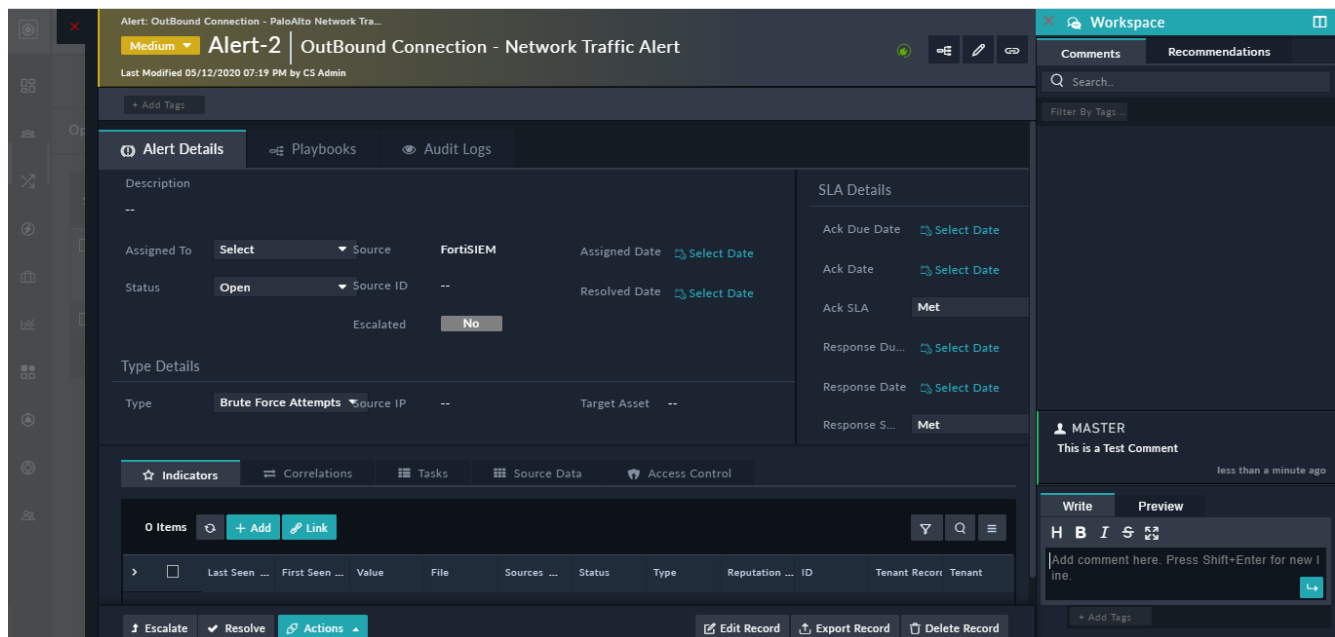 Alert: OutBound Connection - PaloAlto Network Tra...
Medium Alert-2 OutBound Connection - Network Traffic Alert
Last Modified 05/12/2020 07:19 PM by CS Admin
+ Add Tags
Op
Alert Details Playbooks Audit Logs
Description
--
Assigned To Select Source FortiSIEM Assigned Date Select Date
Status Open Source ID -- Resolved Date Select Date
Escalated No
Type Details
Type Brute Force Attempts Source IP -- Target Asset --
SLA Details
Ack Due Date Select Date
Ack Date Select Date
Ack SLA Met
Response Du... Select Date
Response Date Select Date
Response S... Met
Indicators Correlations Tasks Source Data Access Control
0 Items + Add Link
Last Seen ... First Seen ... Value File Sources ... Status Type Reputation ... ID Tenant Record Tenant
Escalate Resolve Actions Edit Record Export Record Delete Record
Workspace
Comments Recommendations
Search..
Filter By Tags ..
MASTER
This is a Test Comment
less than a minute ago
Write Preview
H B I S
Add comment here. Press Shift+Enter for new l
ine.
+ Add Tags